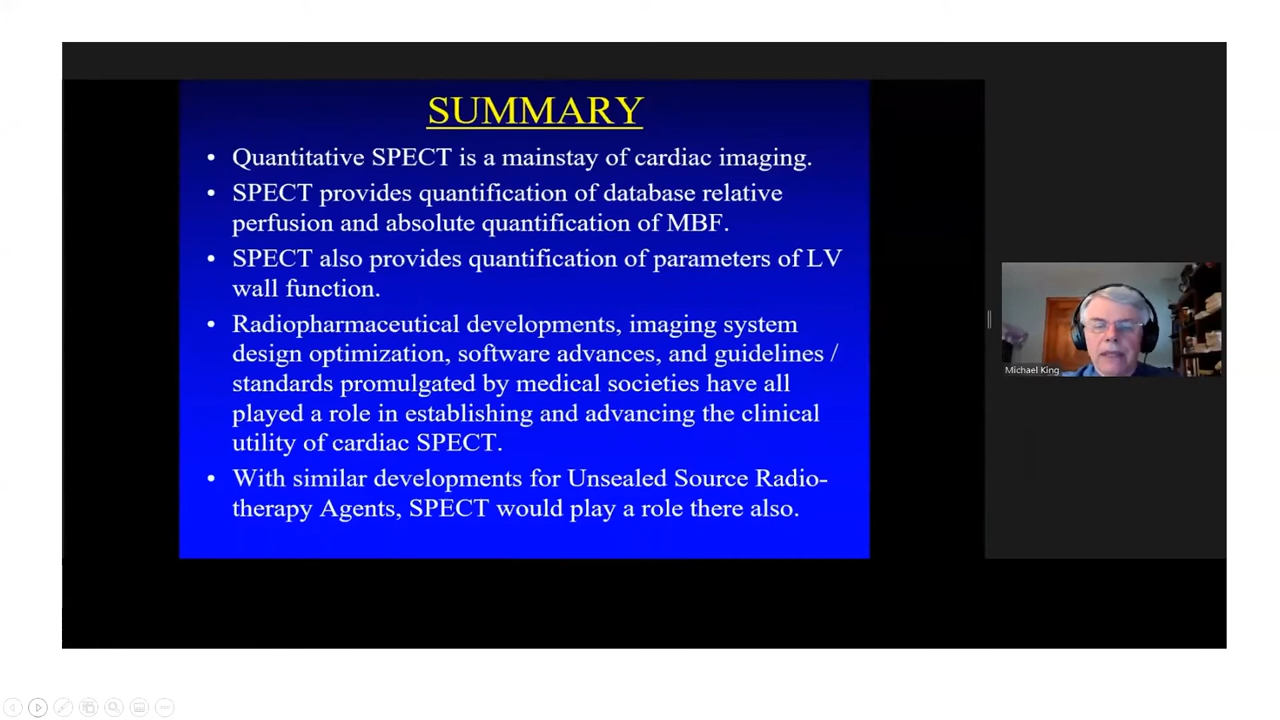 SUMMARY
• Quantitative SPECT is a mainstay of cardiac imaging.
• SPECT provides quantification of database relative
perfusion and absolute quantification of MBF.
• SPECT also provides quantification of parameters of LV
wall function.
• Radiopharmaceutical developments, imaging system
design optimization, software advances, and guidelines /
standards promulgated by medical societies have all
played a role in establishing and advancing the clinical
utility of cardiac SPECT.
• With similar developments for Unsealed Source Radio-
therapy Agents, SPECT would play a role there also.
Michael King